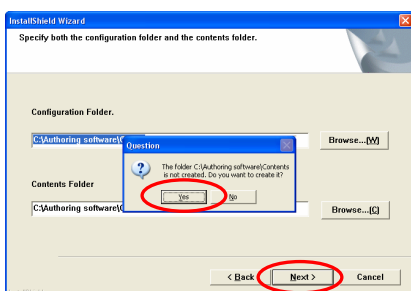 InstallShield Wizard
Specify both the configuration folder and the contents folder.
Configuration Folder.
C:\Authoring software\C
Browse...(W)
Question
The folder C:\Authoring software\Contents
is not created. Do you want to create it?
Yes
No
Contents Folder
C:\Authoring software\C
Browse...(C)
< Back
Next >
Cancel